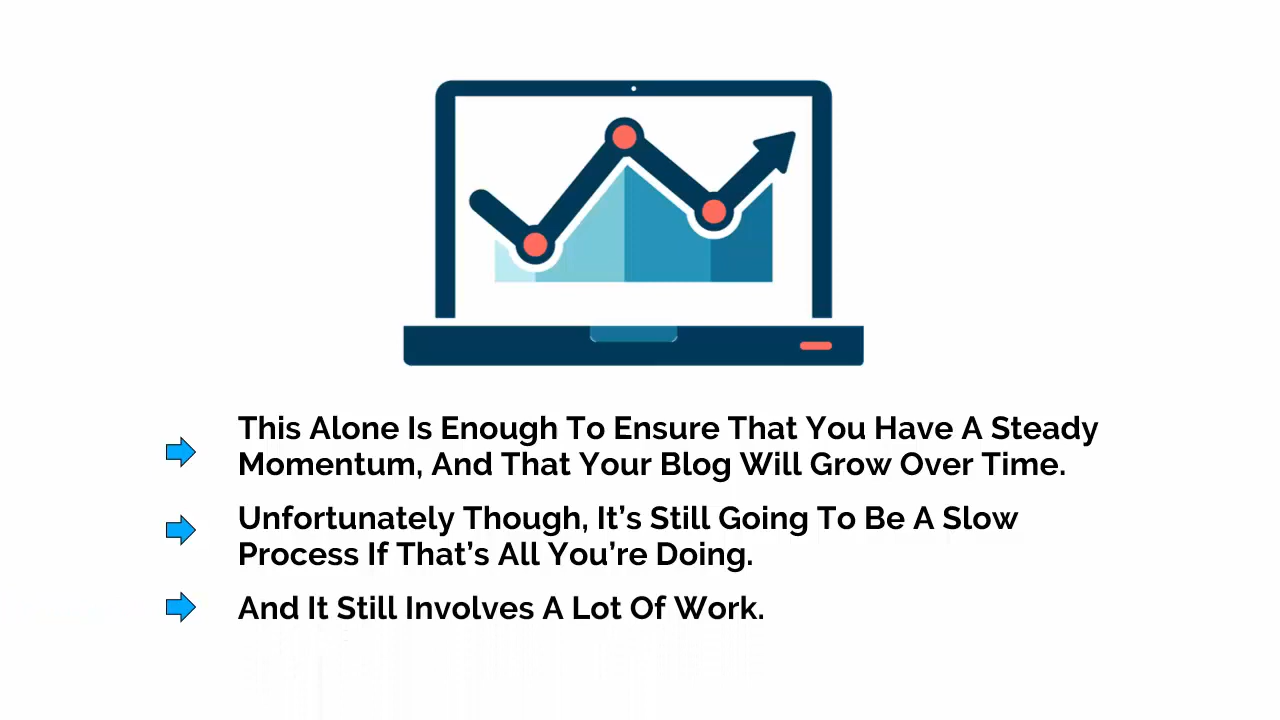 This Alone Is Enough To Ensure That You Have A Steady
Momentum, And That Your Blog Will Grow Over Time.
Unfortunately Though, It’s Still Going To Be A Slow
Process If That’s All You’re Doing.
And It Still Involves A Lot Of Work.